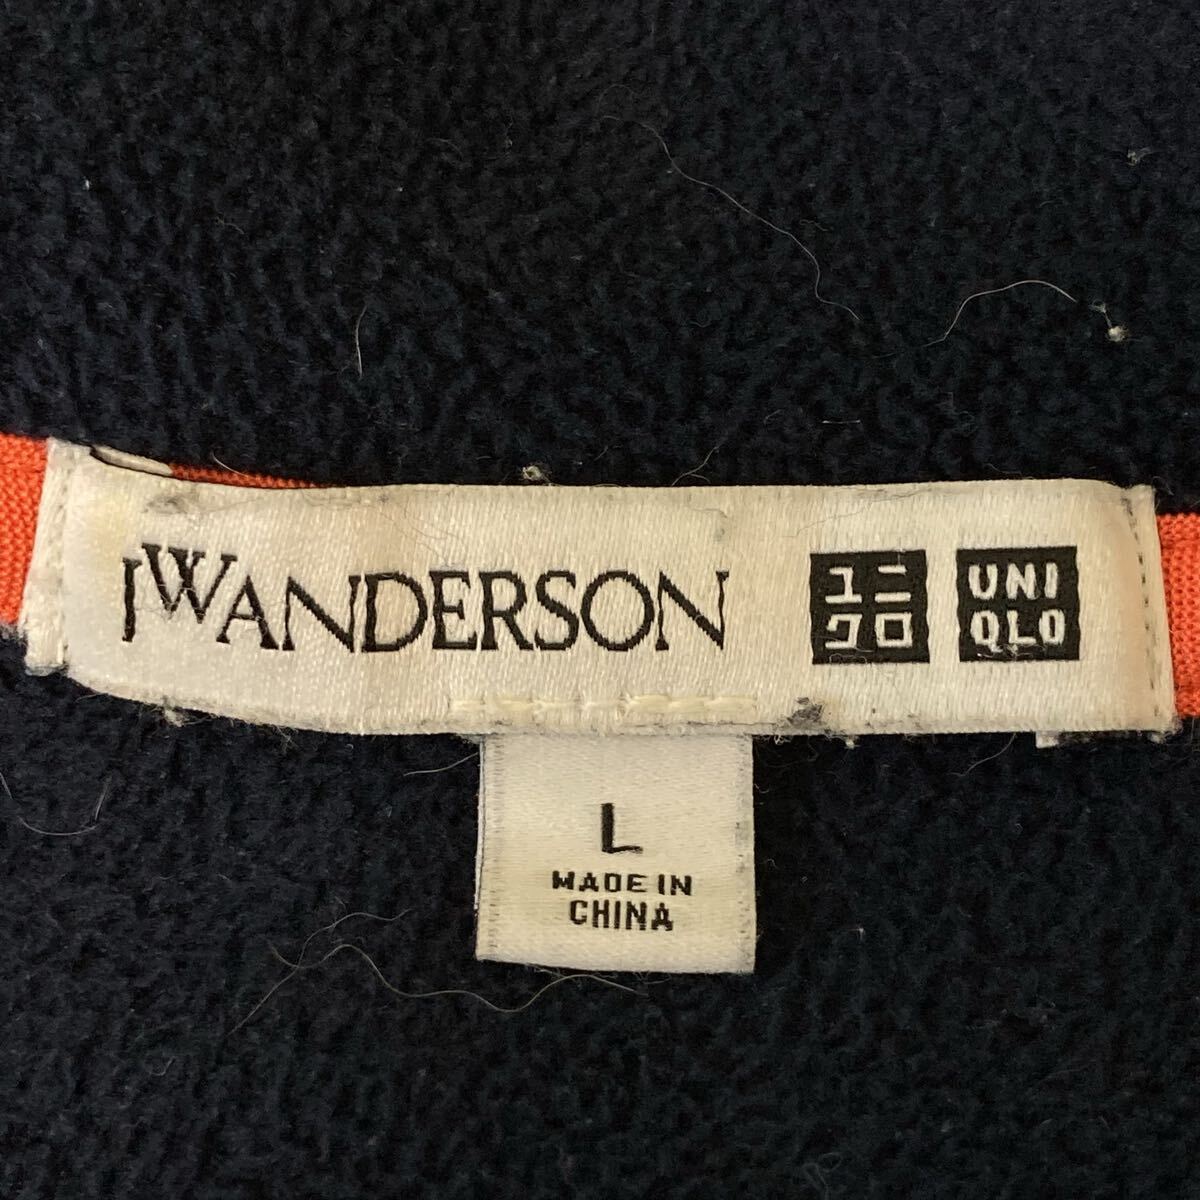 JWANDERSON
ユニ
クロ
UNI
QLO
L
MADE IN
CHINA